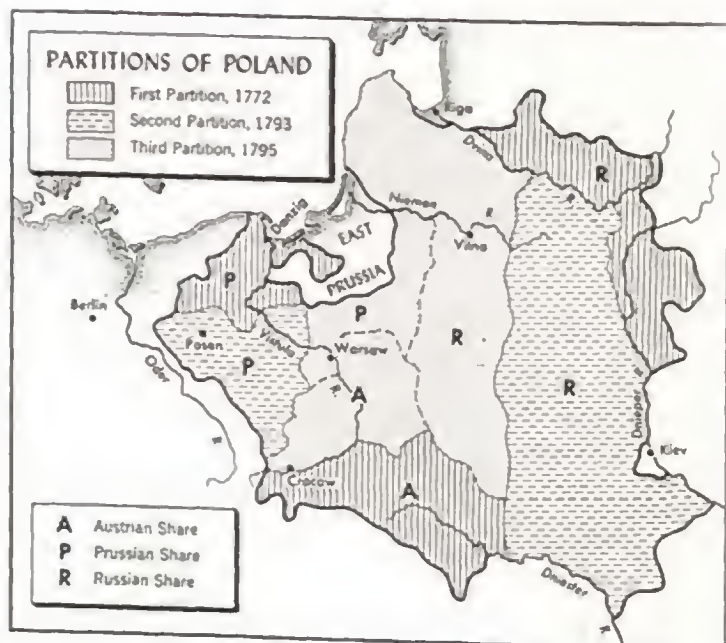 PARTITIONS OF POLAND
First Partition, 1772
Second Partition, 1793
Third Partition, 1795
Riga
Dvina
R
R
Niemen
R
Vilna
Danzig
EAST
PRUSSIA
P
P
Berlin
Posen
Vistula
Warsaw
P
R
R
Oder
R
R
A
Dnieper R
Kiev
Cracow
A
Dniester
R
A Austrian Share
P Prussian Share
R Russian Share